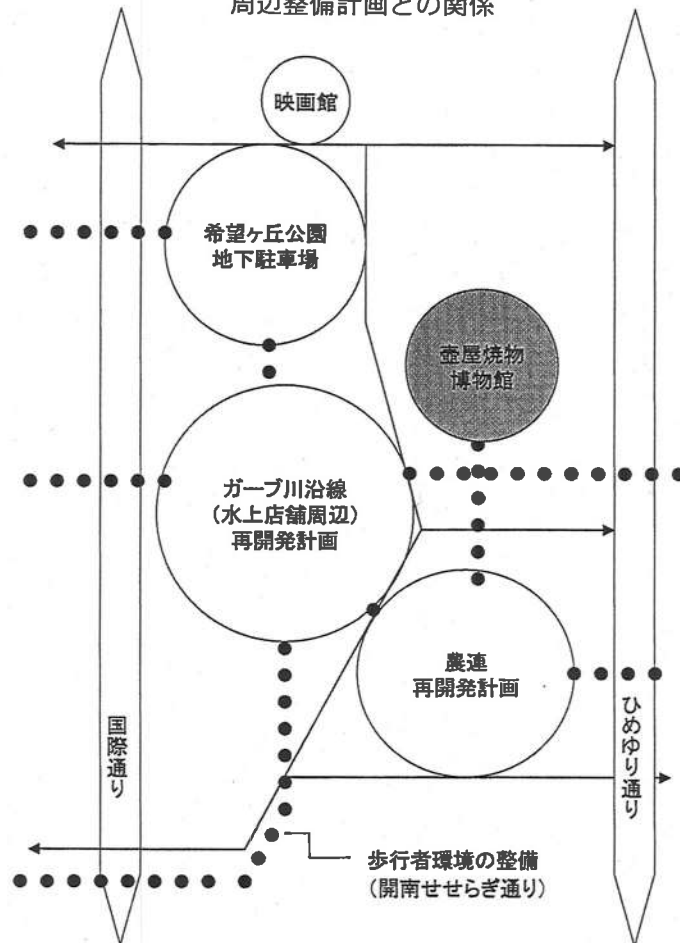 周辺整備計画との関係
映画館
希望ヶ丘公園
地下駐車場
壺屋焼物
博物館
ガーブ川沿線
(水上店舗周辺)
再開発計画
農連
再開発計画
国際通り
ひめゆり通り
歩行者環境の整備
(開南せせらぎ通り)